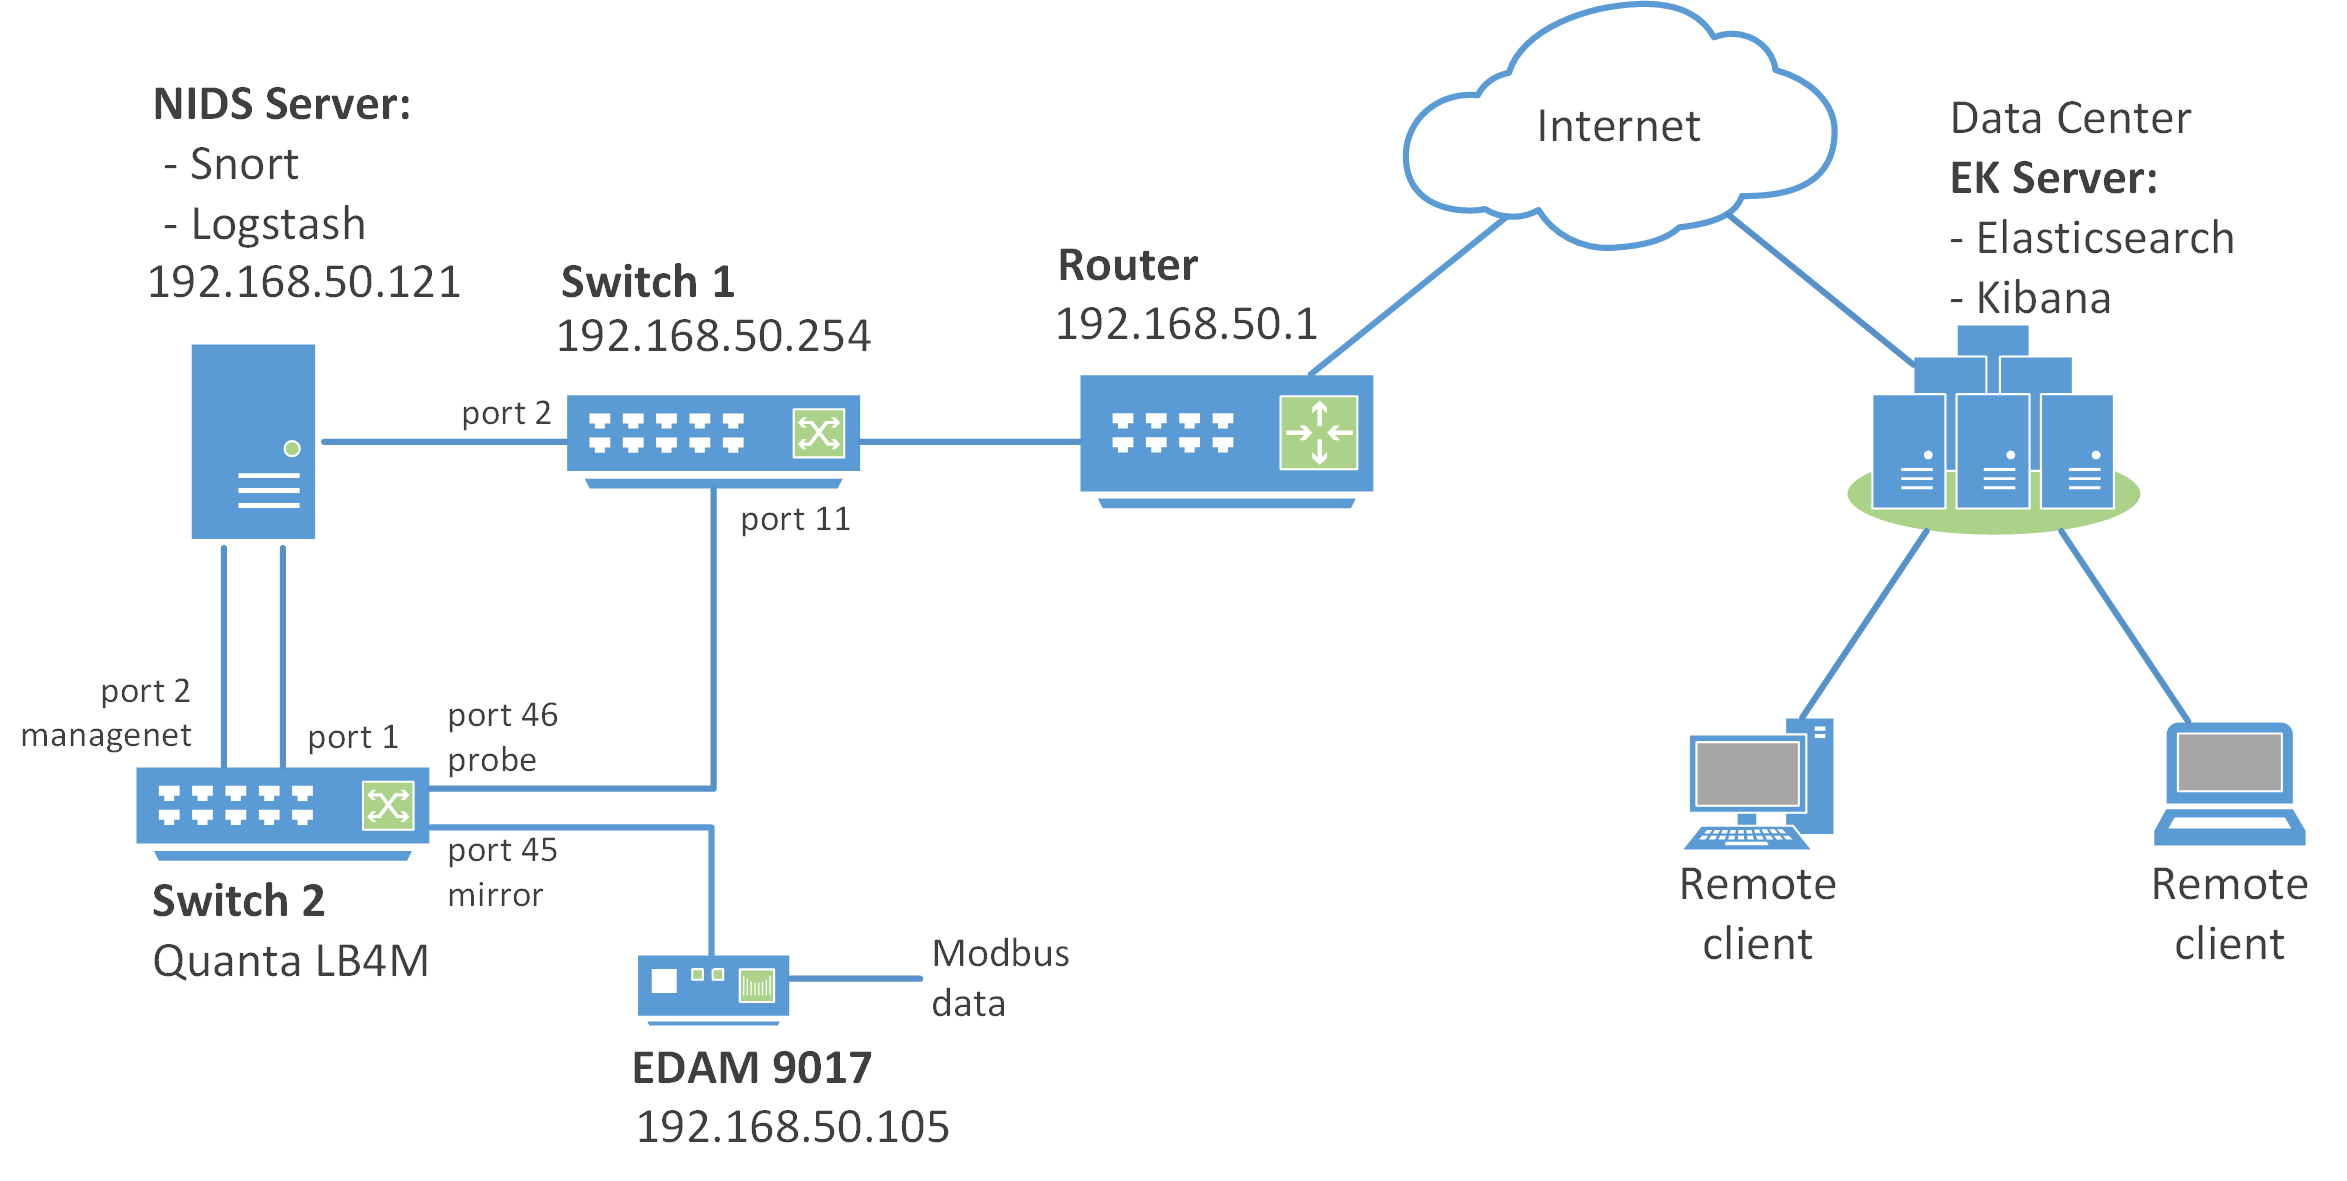 NIDS Server:
- Snort
- Logstash
192.168.50.121
Switch 1
192.168.50.254
Router
192.168.50.1
Internet
Data Center
EK Server:
- Elasticsearch
- Kibana
port 2
port 11
port 2
managenet
port 1
port 46
probe
port 45
mirror
Switch 2
Quanta LB4M
Modbus
data
EDAM 9017
192.168.50.105
Remote
client
Remote
client